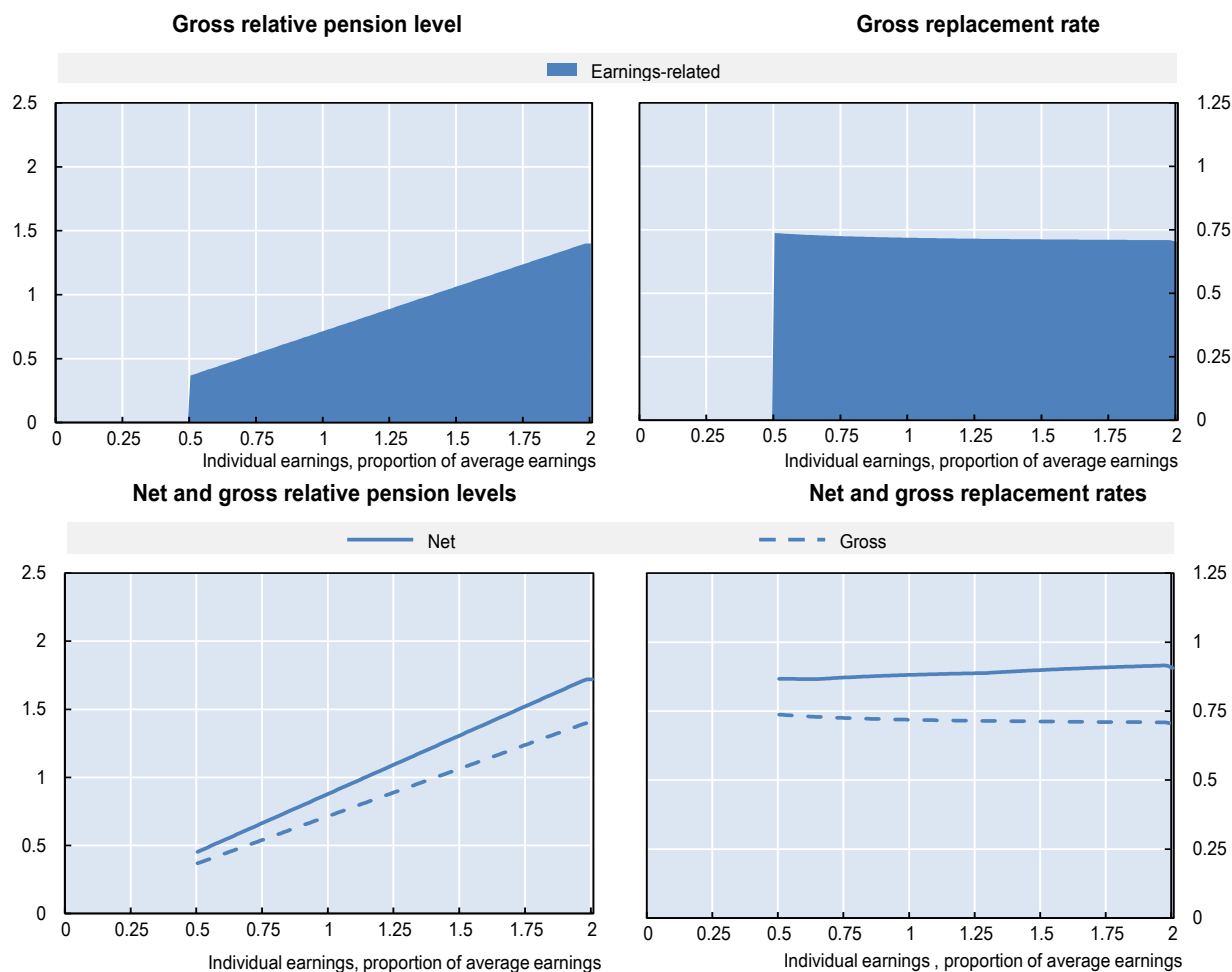 Gross relative pension level
Gross replacement rate
Earnings-related
2.5
2
1.5
1
0.5
0
0 0.25 0.5 0.75 1 1.25 1.5 1.75 2
Individual earnings, proportion of average earnings
1.25
1
0.75
0.5
0.25
0
0 0.25 0.5 0.75 1 1.25 1.5 1.75 2
Individual earnings, proportion of average earnings
Net and gross relative pension levels
Net and gross replacement rates
Net
Gross
2.5
2
1.5
1
0.5
0
0 0.25 0.5 0.75 1 1.25 1.5 1.75 2
Individual earnings, proportion of average earnings
1.25
1
0.75
0.5
0.25
0
0 0.25 0.5 0.75 1 1.25 1.5 1.75 2
Individual earnings , proportion of average earnings